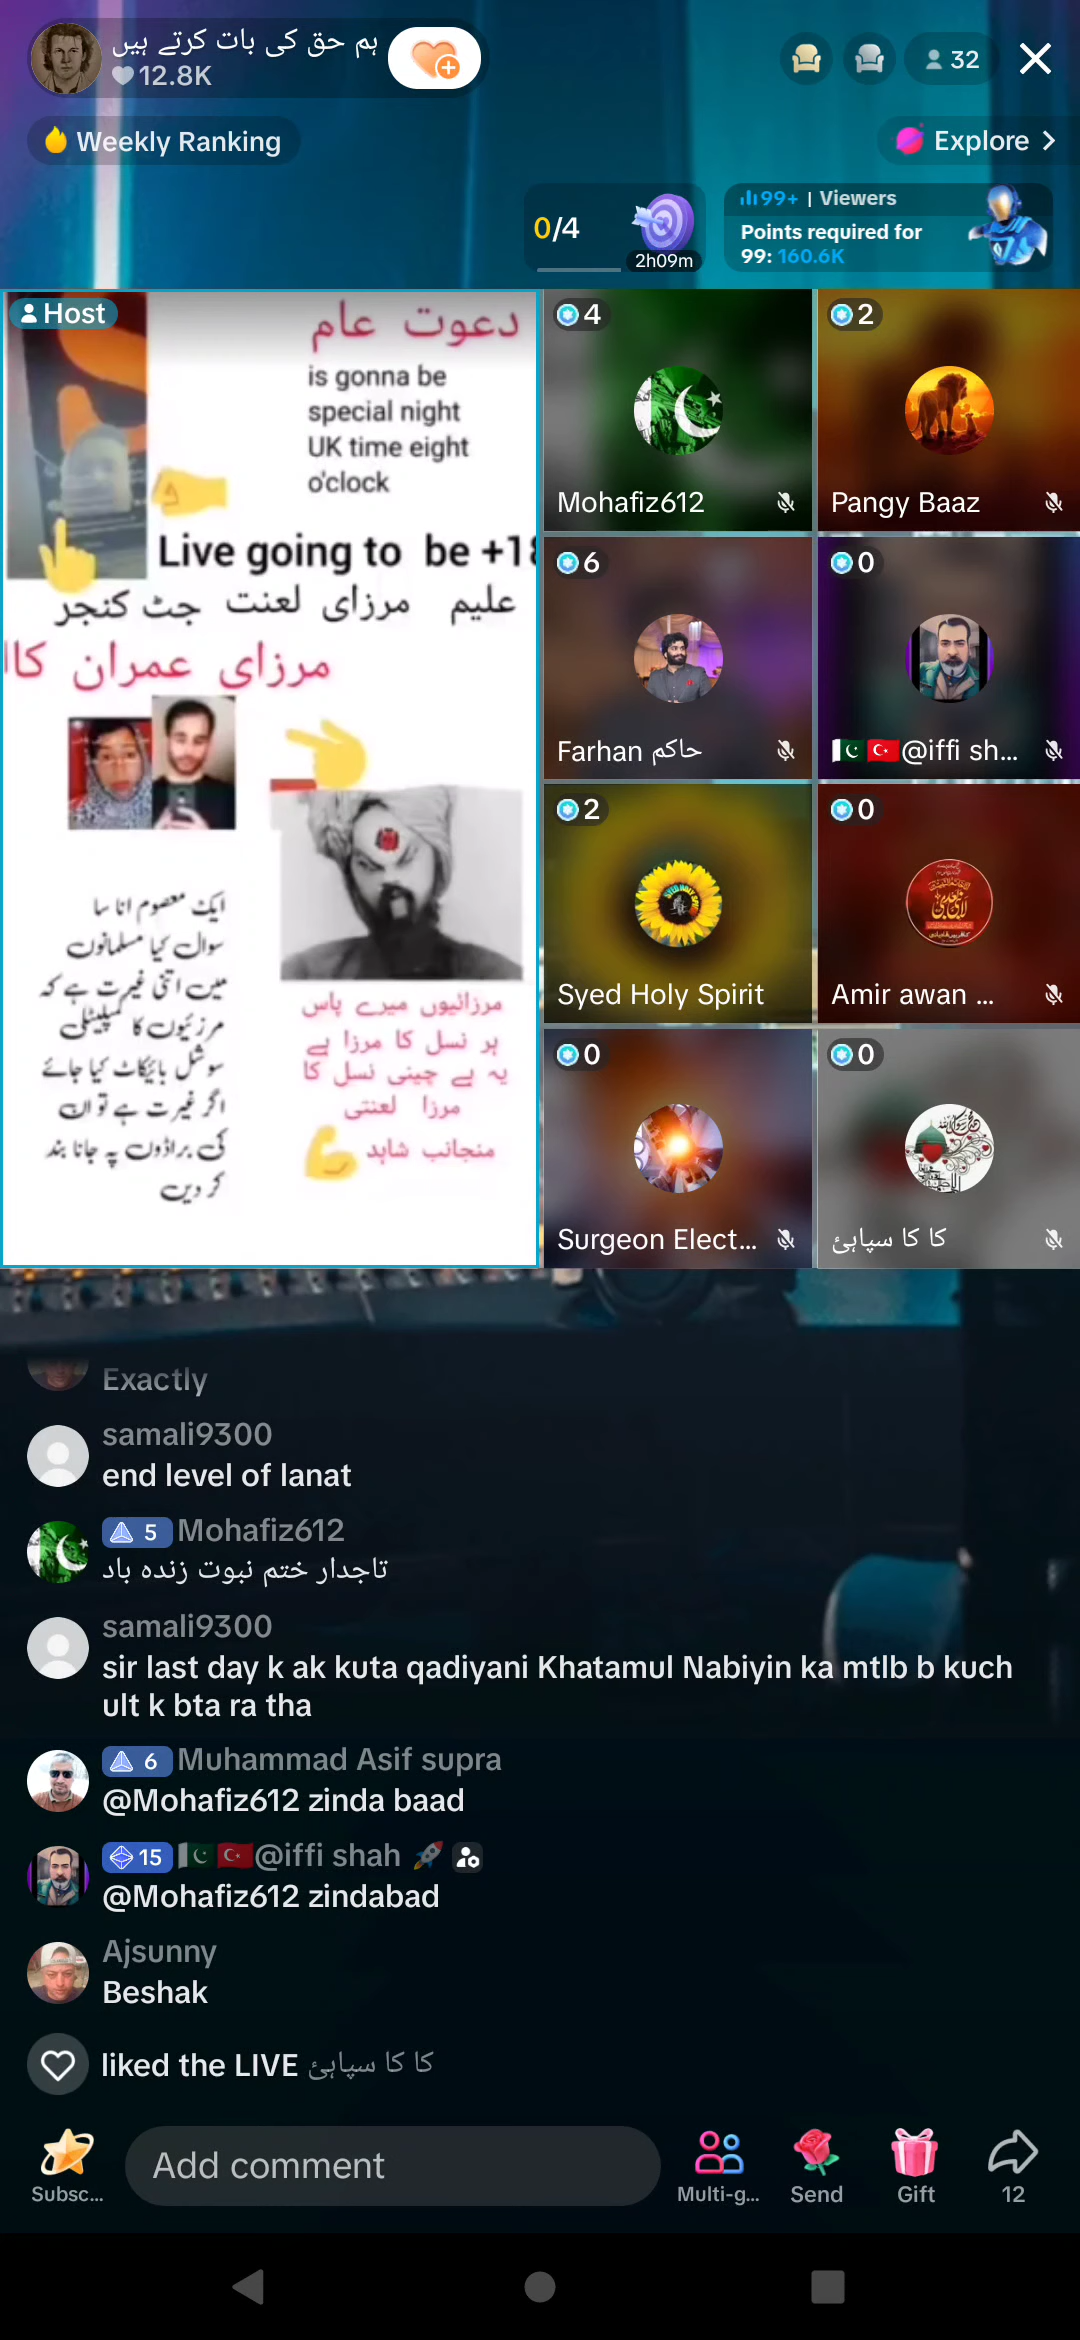 ہم حق کی بات کرتے ہیں
12.8K
32
Weekly Ranking
Explore
0/4
2h09m
99+ | Viewers
Points required for
99: 160.6K
Host
دعوت عام
is gonna be
special night
UK time eight
o'clock
Live going to be +18
علیم مرزای لعنت جٹ کنجر
مرزای عمران کال
ایک معصوم انا سا
سوال کیا مسلمانوں
میں اتنی غیرت ہے کہ
مرزئیوں کا کمپلیٹلی
سوشل بائیکاٹ کیا جائے
اگر غیرت ہے تو ان
کی براڈوں پہ جانا بند
کر دیں
مرزائیوں میرے پاس
ہر نسل کا مرزا ہے
یہ ہے چینی نسل کا
مرزا لعنتی
منجانب شاہد
4
Mohafiz612
2
Pangy Baaz
6
Farhan حاکم
0
@iffi sh...
2
Syed Holy Spirit
0
Amir awan ...
0
Surgeon Elect...
0
کا کا سپاہئ
Exactly
samali9300
end level of lanat
5 Mohafiz612
تاجدار ختم نبوت زندہ باد
samali9300
sir last day k ak kuta qadiyani Khatamul Nabiyin ka mtlb b kuch
ult k bta ra tha
6 Muhammad Asif supra
@Mohafiz612 zinda baad
15 @iffi shah
@Mohafiz612 zindabad
Ajsunny
Beshak
liked the LIVE کا کا سپاہئ
Subsc...
Add comment
Multi-g...
Send
Gift
12